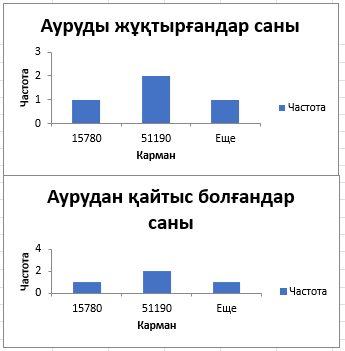 Ауруды жұқтырғандар саны
3
2
1
0
Частота
15780 51190 Еще
Карман
Частота
Аурудан қайтыс болғандар
саны
4
2
0
Частота
15780 51190 Еще
Карман
Частота